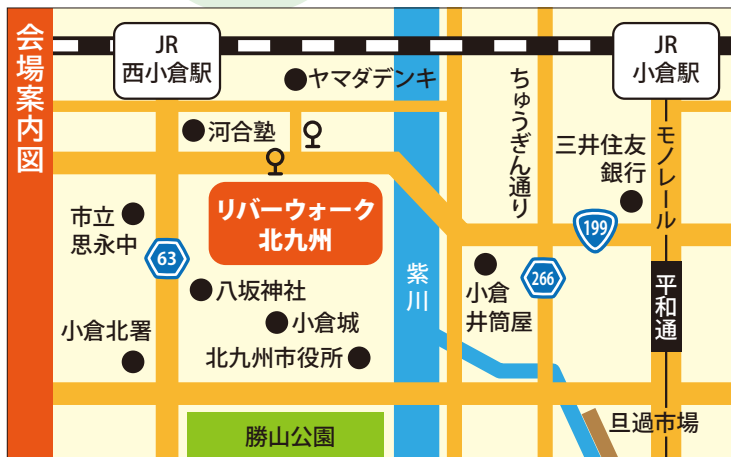 会場案内図
JR
西小倉駅
JR
小倉駅
ヤマダデンキ
ちゅうぎん通り
河合塾
三井住友
銀行
モノレール
市立
思永中
リバーウォーク
北九州
199
63
紫川
266
八坂神社
小倉
井筒屋
平和通
小倉城
小倉北署
北九州市役所
勝山公園
旦過市場